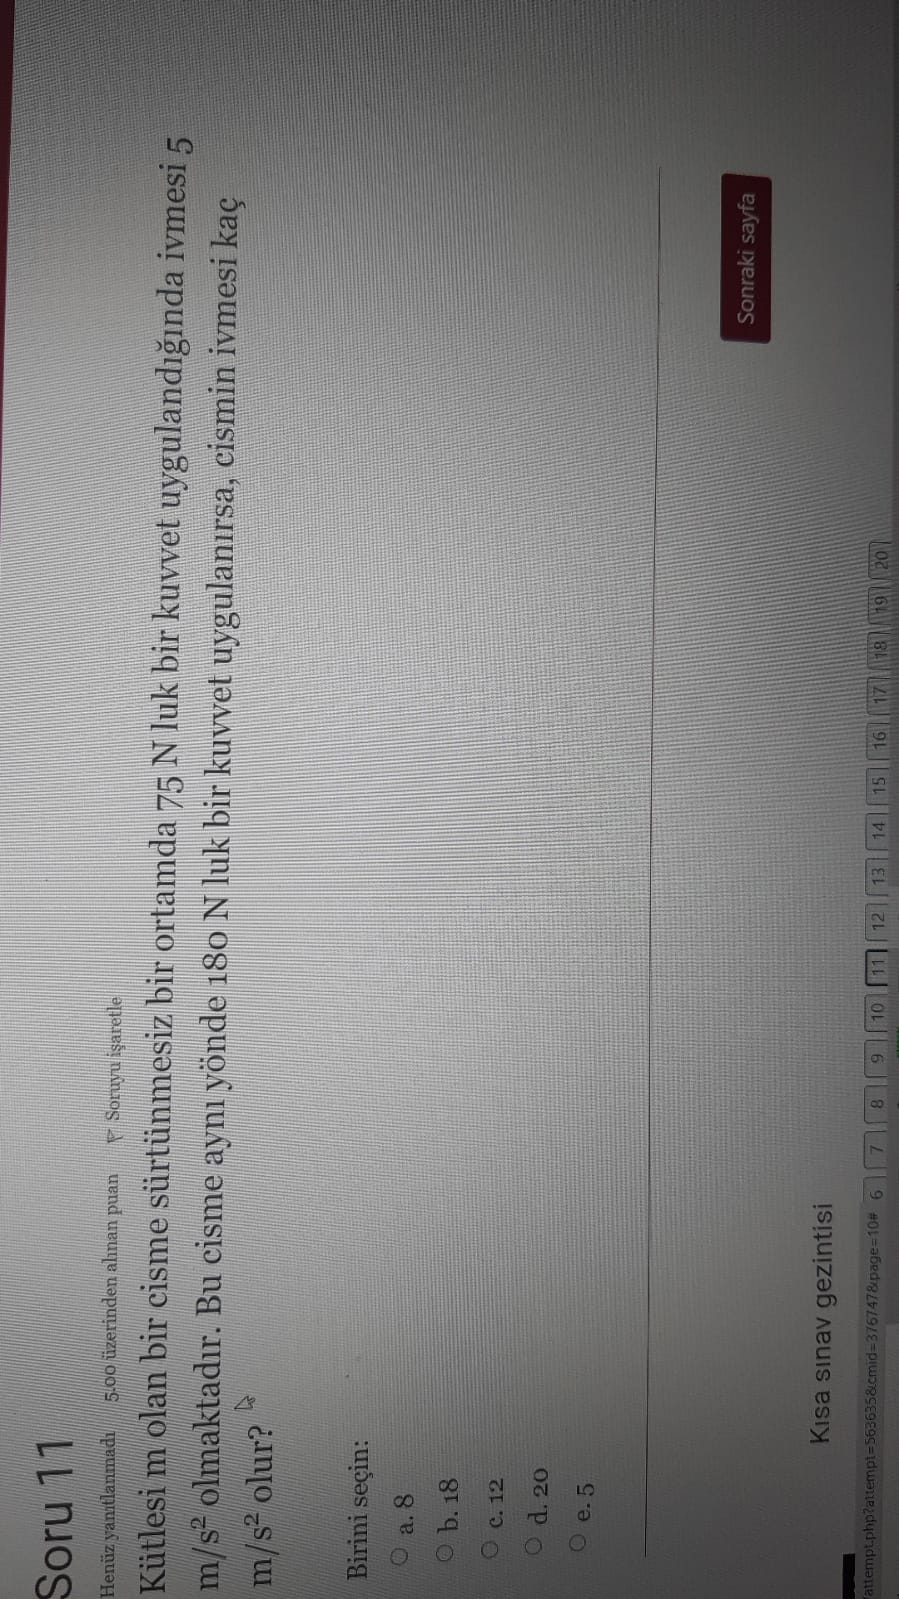 Soru 11
Henüz yanıtlanmadı 5,00 üzerinden alınan puan Soruyu işaretle
Kütlesi m olan bir cisme sürtünmesiz bir ortamda 75 N luk bir kuvvet uygulandığında ivmesi 5
m/s² olmaktadır. Bu cisme aynı yönde 180 N luk bir kuvvet uygulanırsa, cismin ivmesi kaç
m/s² olur?
Birini seçin:
a. 8
b. 18
c. 12
d. 20
e. 5
Sonraki sayfa
Kısa sınav gezintisi
/attempt.php?attempt=563635&cmid=376747&page=10# 6 7 8 9 10 11 12 13 14 15 16 17 18 19 20